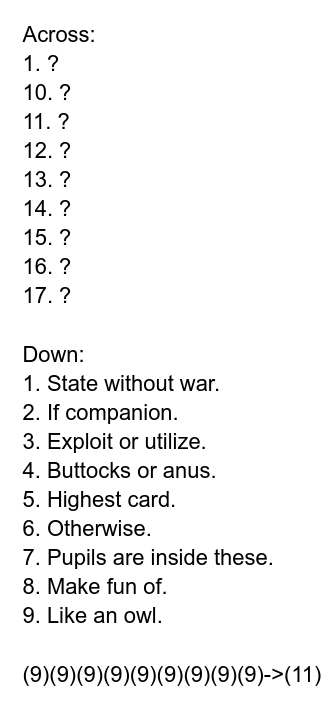 Across:
1. ?
10. ?
11. ?
12. ?
13. ?
14. ?
15. ?
16. ?
17. ?
Down:
1. State without war.
2. If companion.
3. Exploit or utilize.
4. Buttocks or anus.
5. Highest card.
6. Otherwise.
7. Pupils are inside these.
8. Make fun of.
9. Like an owl.
(9)(9)(9)(9)(9)(9)(9)(9)(9)->(11)